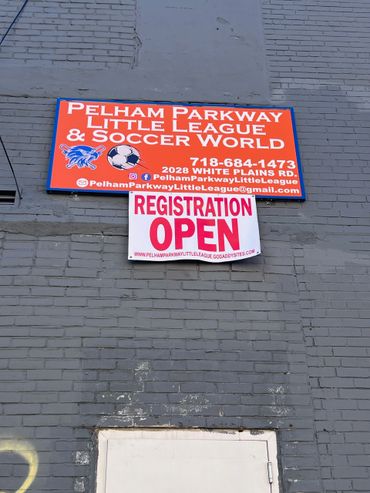 PELHAM PARKWAY
LITTLE LEAGUE
& SOCCER WORLD
718-684-1473
2028 WHITE PLAINS RD.
PelhamParkwayLittleLeague
PelhamParkwayLittleLeague@gmail.com
REGISTRATION
OPEN
WWW.PELHAMPARKWAYLITTLELEAGUE.GODADDYSITES.COM